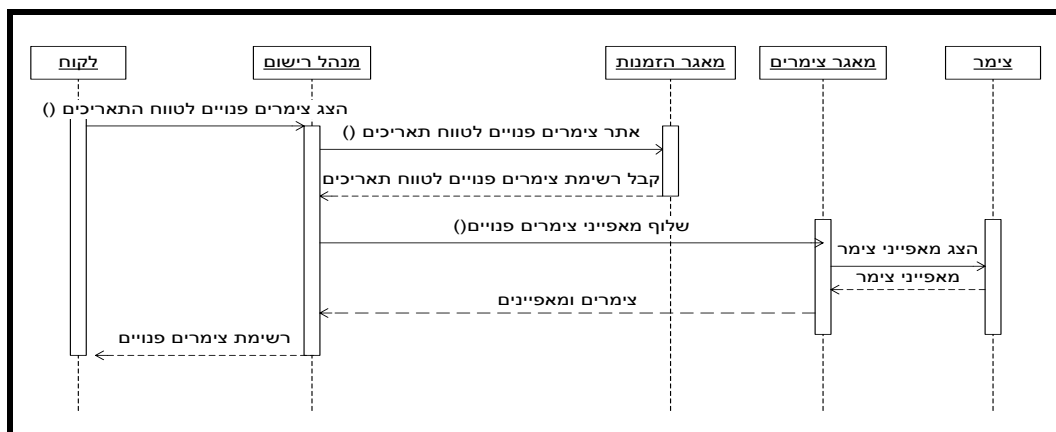 לקוח
מנהל רישום
מאגר הזמנות
מאגר צימרים
צימר
הצג צימרים פנויים לטווח התאריכים ()
אתר צימרים פנויים לטווח תאריכים ()
קבל רשימת צימרים פנויים לטווח תאריכים
שלוף מאפייני צימרים פנויים()
הצג מאפייני צימר
מאפייני צימר
צימרים ומאפיינים
רשימת צימרים פנויים